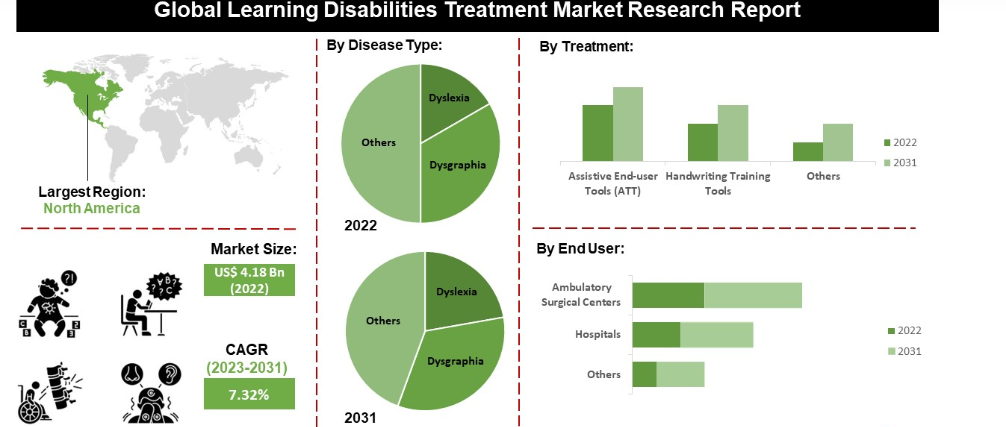 Global Learning Disabilities Treatment Market Research Report
Largest Region:
North America
Market Size:
US$ 4.18 Bn
(2022)
CAGR
(2023-2031)
7.32%
By Disease Type:
Dyslexia
Others
Dysgraphia
2022
Dyslexia
Others
Dysgraphia
2031
By Treatment:
2022
2031
Assistive End-user
Tools (ATT)
Handwriting Training
Tools
Others
By End User:
Ambulatory
Surgical Centers
Hospitals
Others
2022
2031